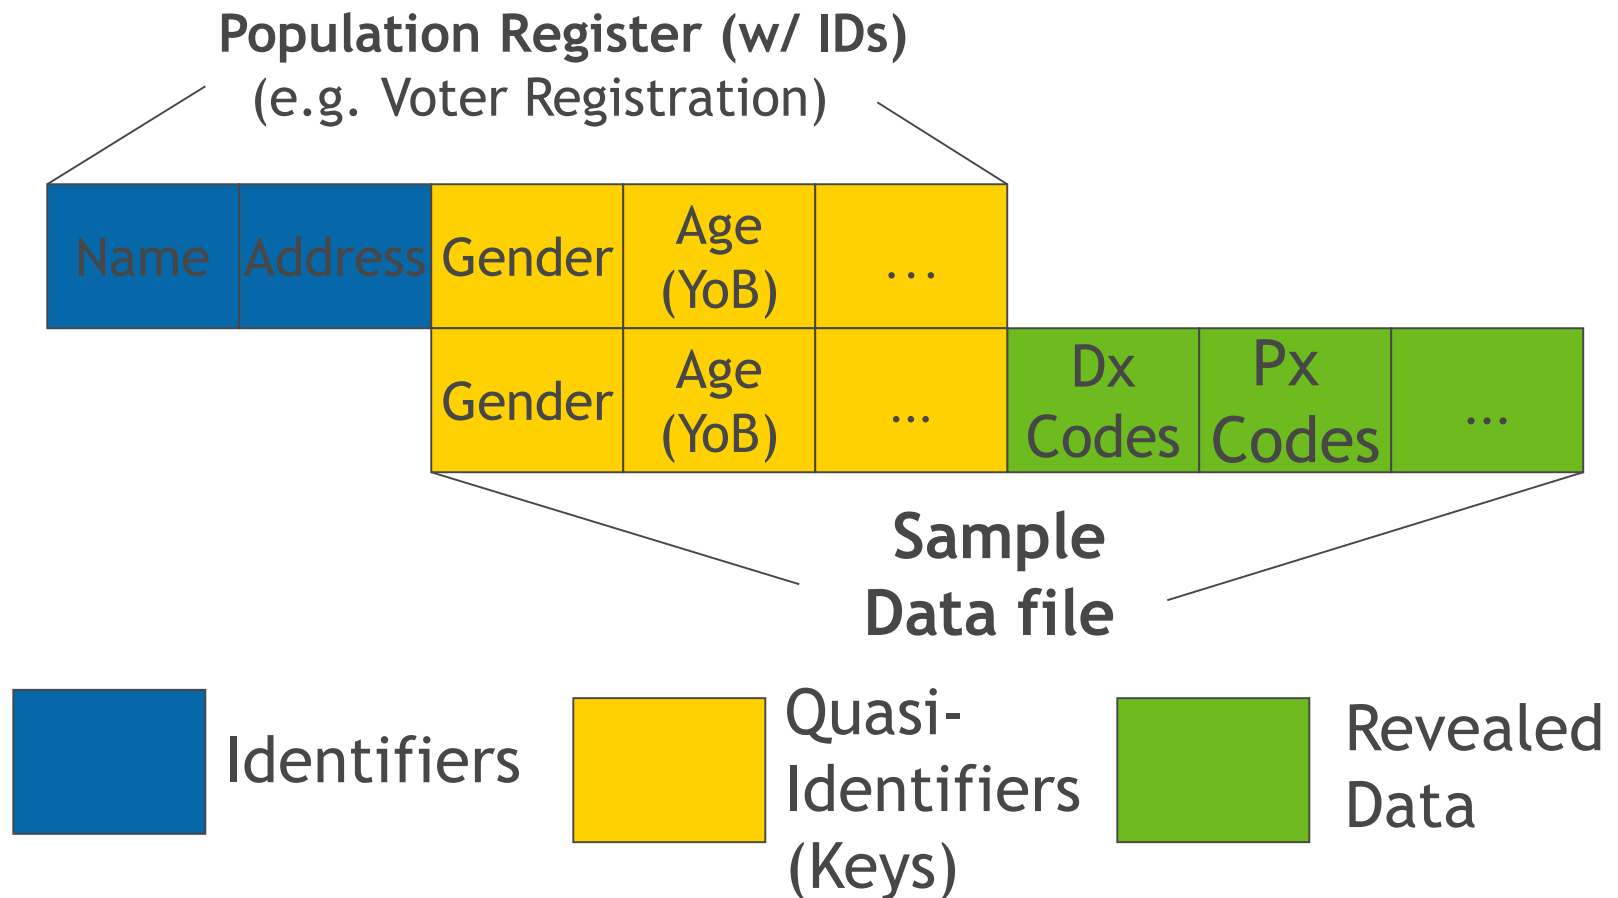 Population Register (w/ IDs)
(e.g. Voter Registration)
Name
Address
Gender
Age
(YoB)
...
Gender
Age
(YoB)
...
Dx
Codes
Px
Codes
...
Sample
Data file
Identifiers
Quasi-
Identifiers
(Keys)
Revealed
Data